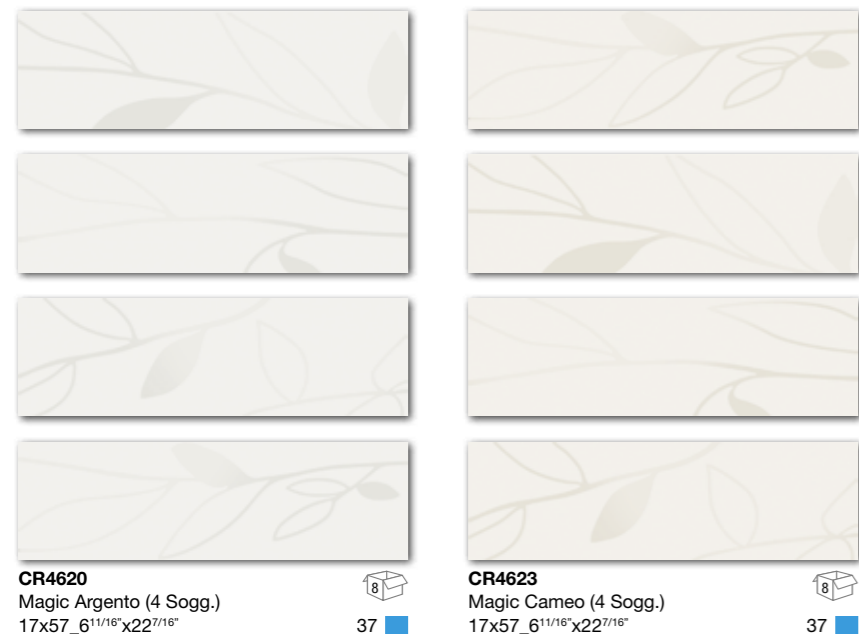 CR4620
8
Magic Argento (4 Sogg.)
17x57_6 11/16"x22 7/16"
37
CR4623
8
Magic Cameo (4 Sogg.)
17x57_6 11/16"x22 7/16"
37